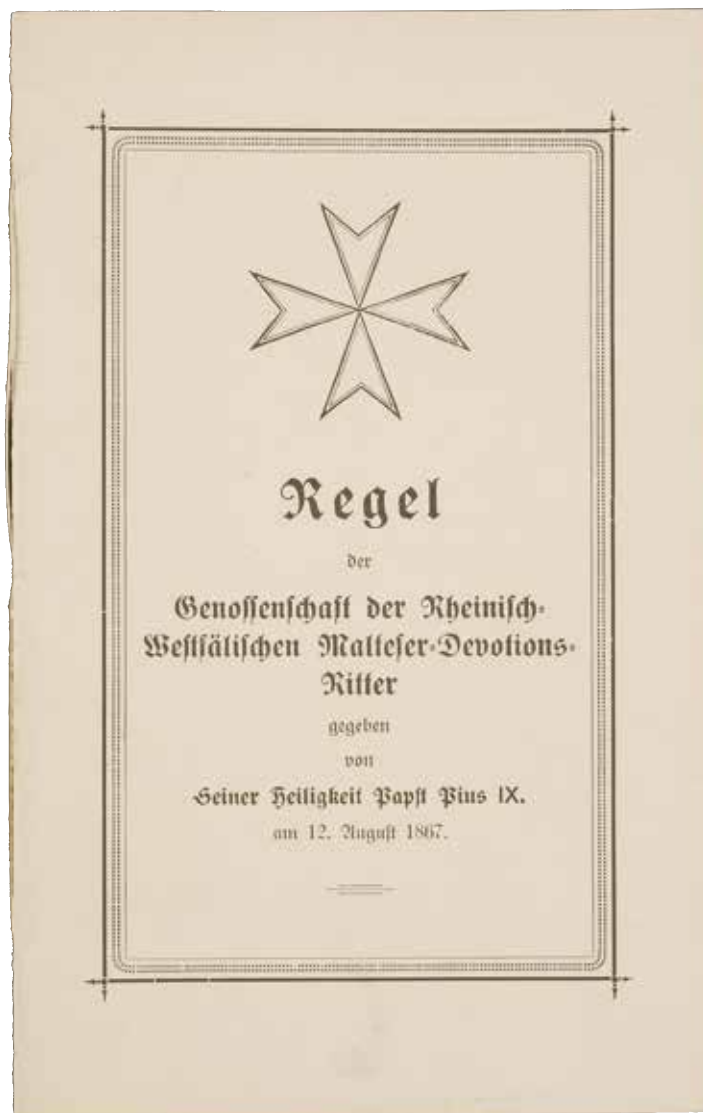 Regel
der
Genossenschaft der Rheinisch-
Westfälischen Malteser-Devotions-
Ritter
gegeben
von
Seiner Heiligkeit Papst Pius IX.
am 12. August 1867.